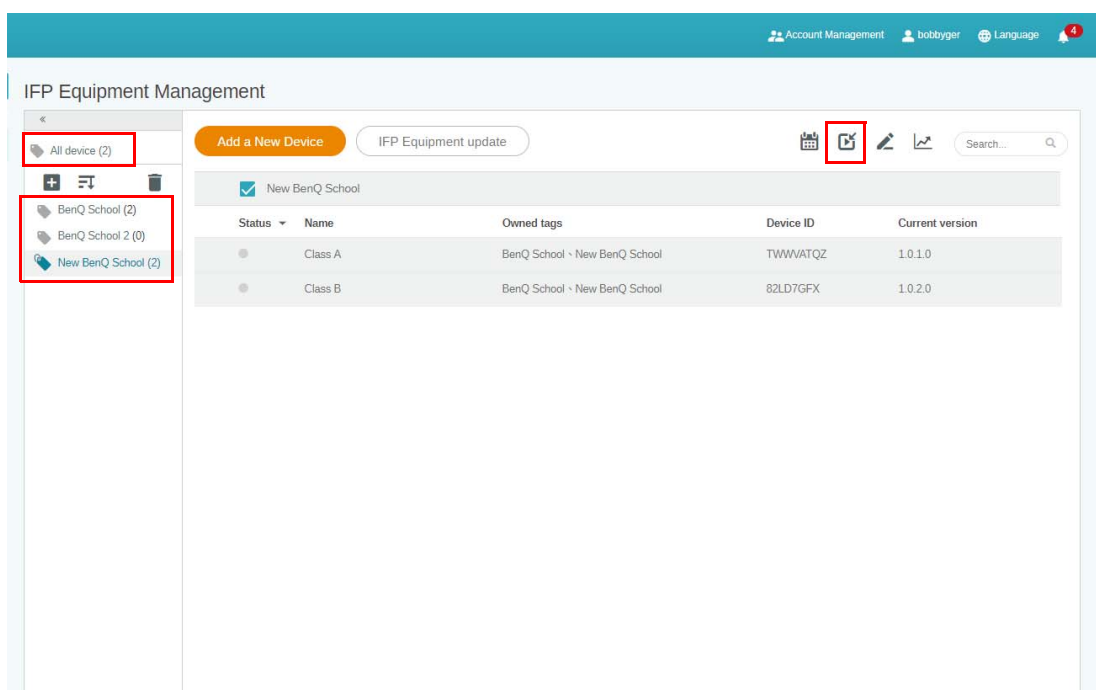 Account Management bobbyger Language 4
IFP Equipment Management
«
All device (2)
BenQ School (2)
BenQ School 2 (0)
New BenQ School (2)
Add a New Device IFP Equipment update Search...
New BenQ School
Status Name Owned tags Device ID Current version
Class A BenQ School、New BenQ School TWWVATQZ 1.0.1.0
Class B BenQ School、New BenQ School 82LD7GFX 1.0.2.0